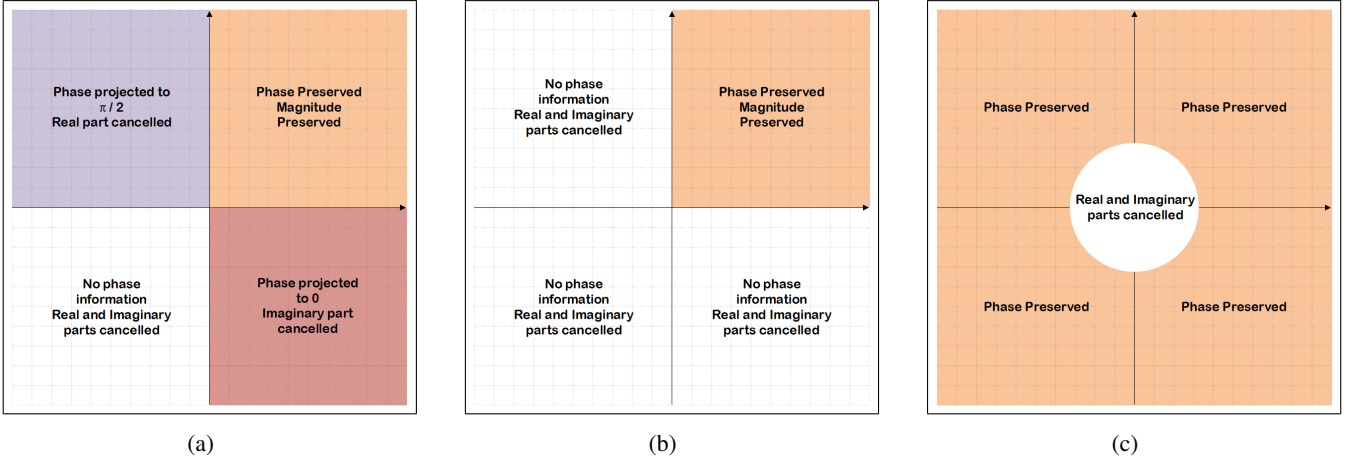 Phase projected to
π / 2
Real part cancelled
Phase Preserved
Magnitude
Preserved
No phase
information
Real and Imaginary
parts cancelled
Phase projected
to 0
Imaginary part
cancelled
(a)
No phase
information
Real and Imaginary
parts cancelled
Phase Preserved
Magnitude
Preserved
No phase
information
Real and Imaginary
parts cancelled
No phase
information
Real and Imaginary
parts cancelled
(b)
Phase Preserved
Phase Preserved
Real and Imaginary
parts cancelled
Phase Preserved
Phase Preserved
(c)